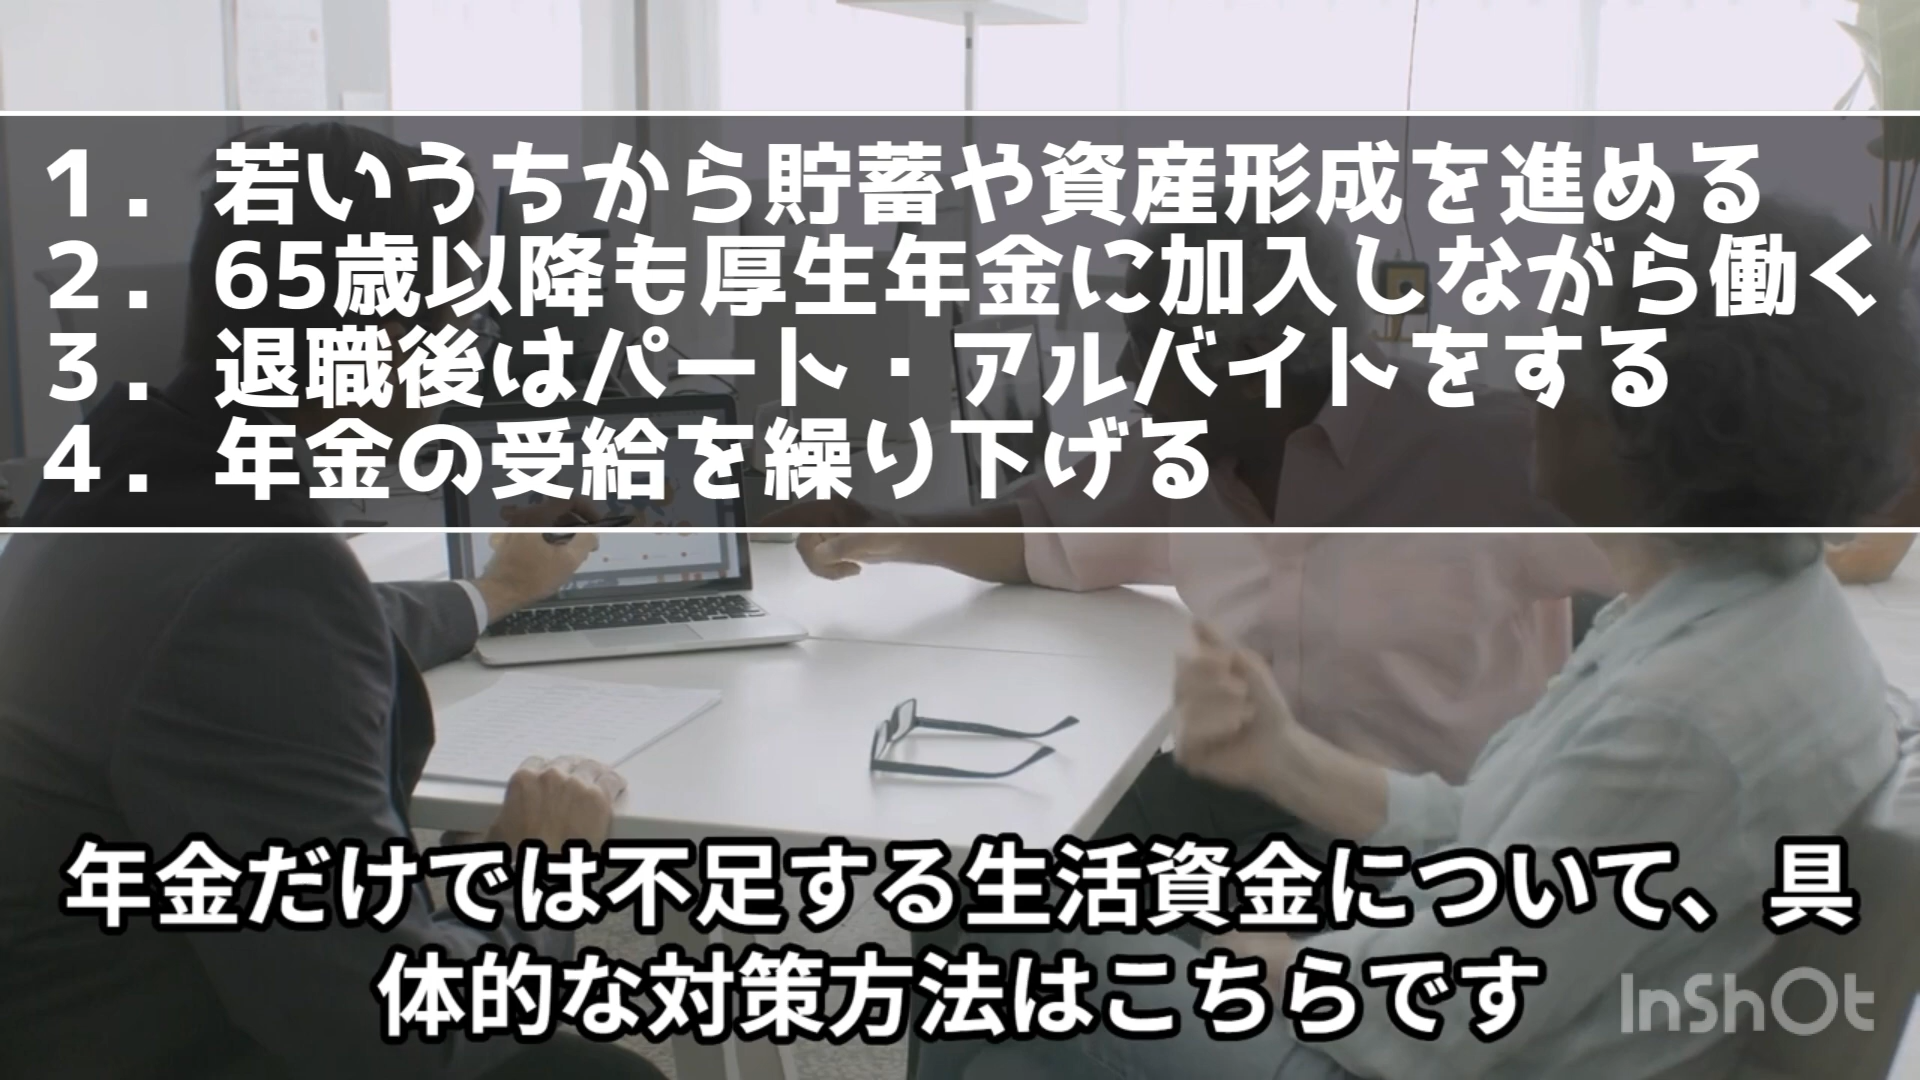 １．若いうちから貯蓄や資産形成を進める
２．65歳以降も厚生年金に加入しながら働く
３．退職後はパート・アルバイトをする
４．年金の受給を繰り下げる
年金だけでは不足する生活資金について、具
体的な対策方法はこちらです
InShOt